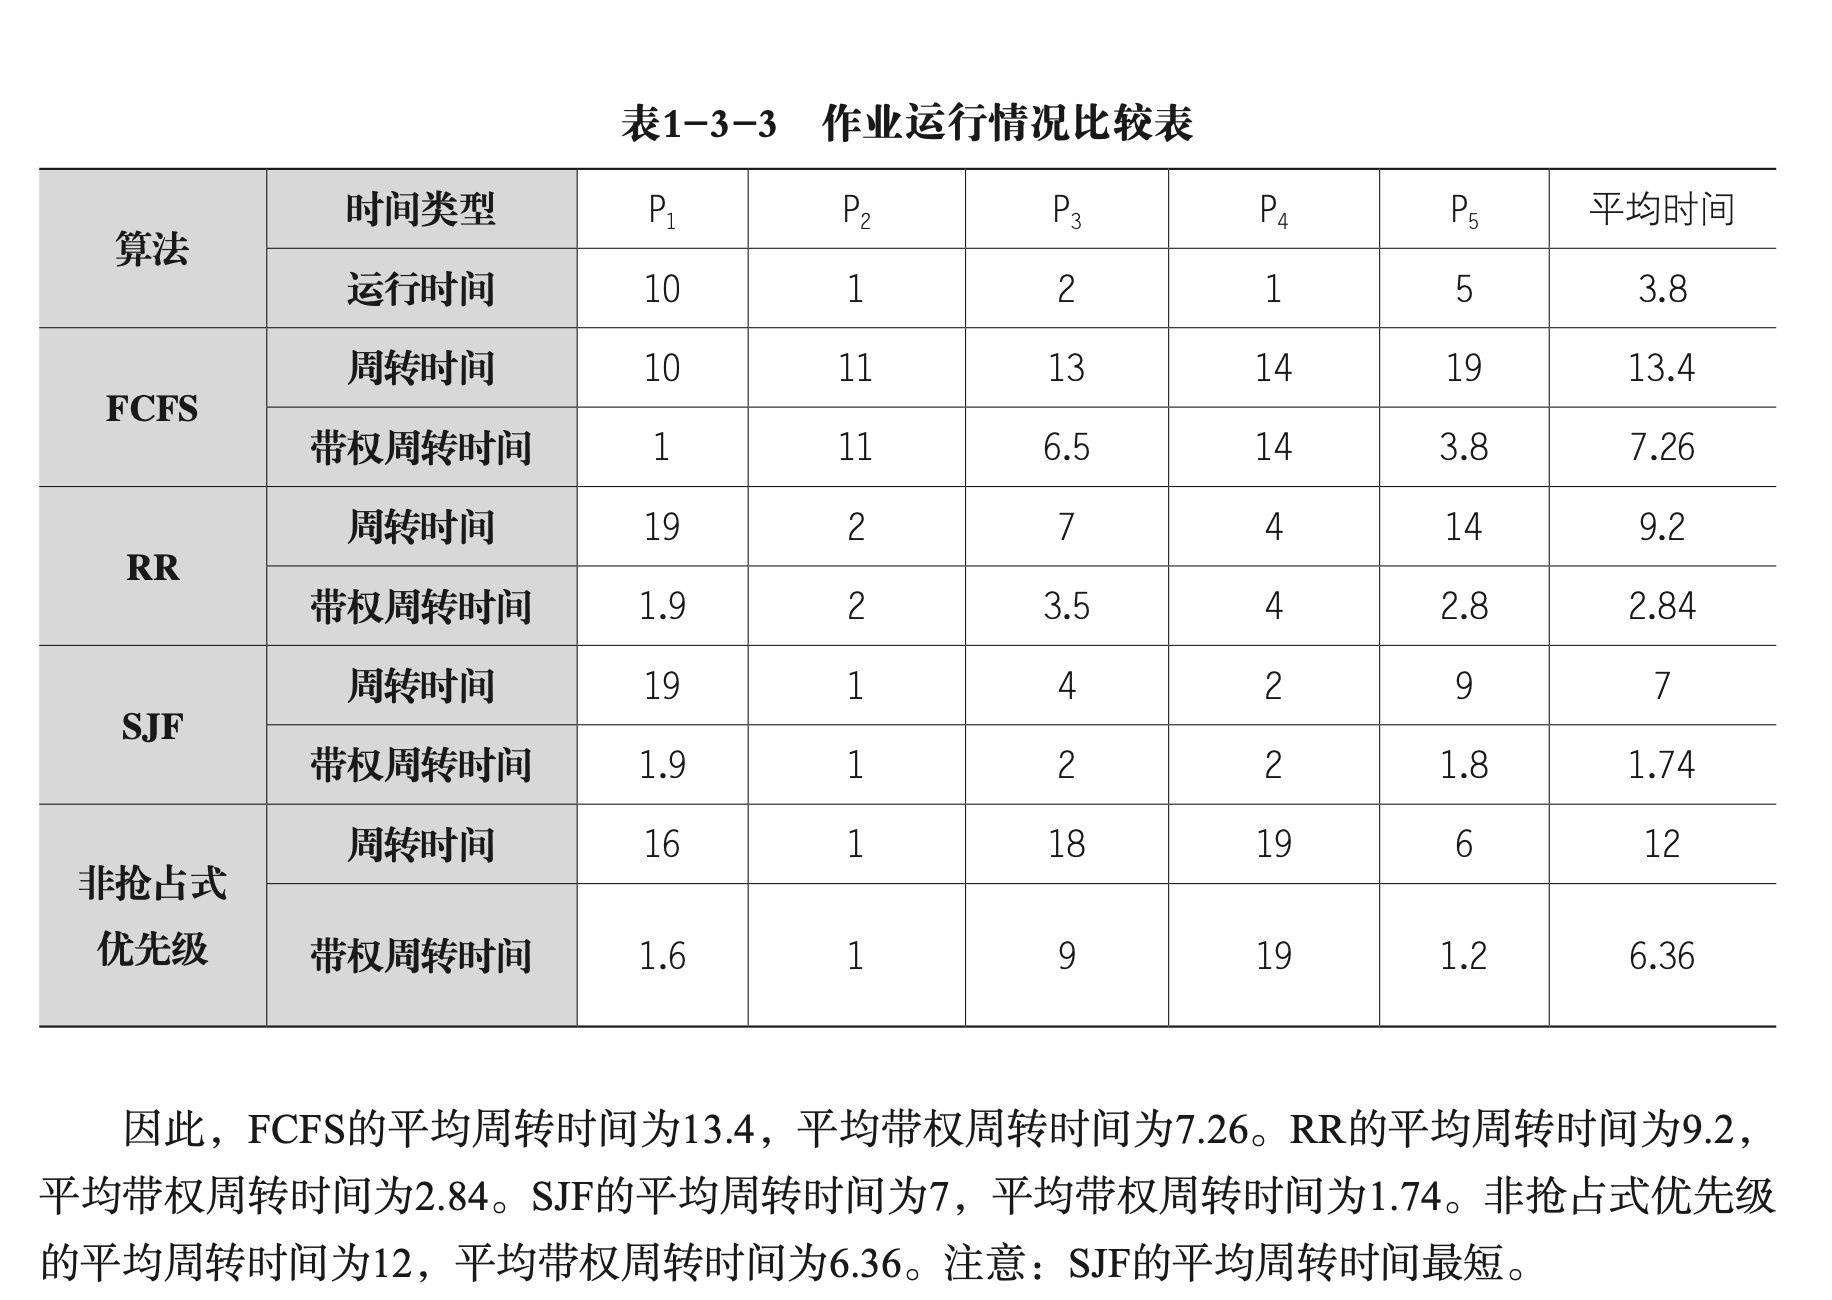 表1-3-3 作业运行情况比较表
算法 时间类型 P1 P2 P3 P4 P5 平均时间
运行时间 10 1 2 1 5 3.8
FCFS 周转时间 10 11 13 14 19 13.4
带权周转时间 1 11 6.5 14 3.8 7.26
RR 周转时间 19 2 7 4 14 9.2
带权周转时间 1.9 2 3.5 4 2.8 2.84
SJF 周转时间 19 1 4 2 9 7
带权周转时间 1.9 1 2 2 1.8 1.74
非抢占式
优先级 周转时间 16 1 18 19 6 12
带权周转时间 1.6 1 9 19 1.2 6.36
因此，FCFS的平均周转时间为13.4，平均带权周转时间为7.26。RR的平均周转时间为9.2，
平均带权周转时间为2.84。SJF的平均周转时间为7，平均带权周转时间为1.74。非抢占式优先级
的平均周转时间为12，平均带权周转时间为6.36。注意：SJF的平均周转时间最短。